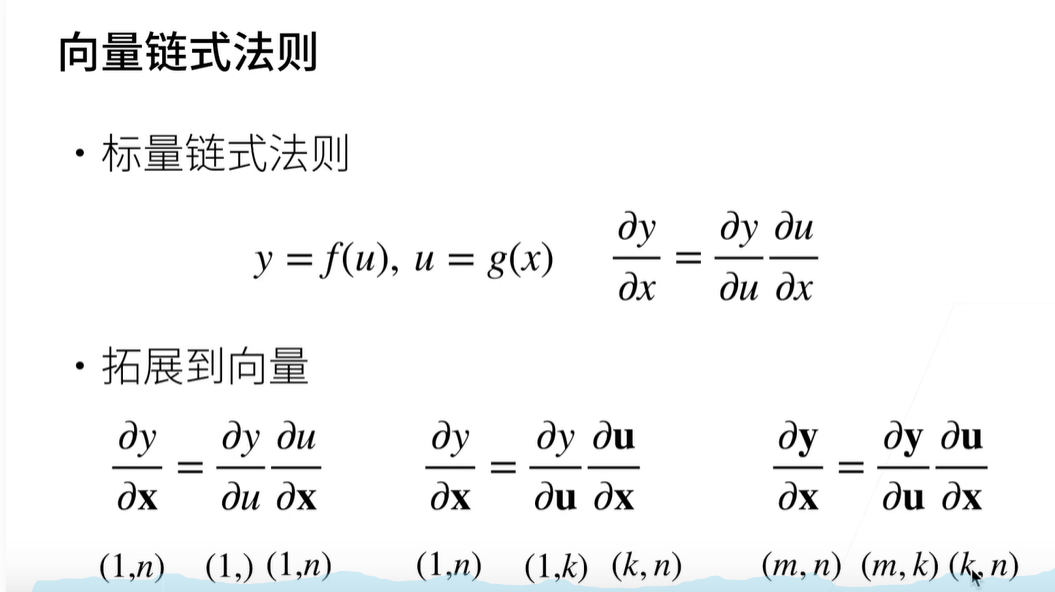 向量链式法则
• 标量链式法则
y = f(u), u = g(x) ∂y/∂x = ∂y/∂u ∂u/∂x
• 拓展到向量
∂y/∂𝐱 = ∂y/∂u ∂u/∂𝐱 ∂y/∂𝐱 = ∂y/∂𝐮 ∂𝐮/∂𝐱 ∂𝐲/∂𝐱 = ∂𝐲/∂𝐮 ∂𝐮/∂𝐱
(1,n) (1,) (1,n) (1,n) (1,k) (k, n) (m, n) (m, k) (k, n)